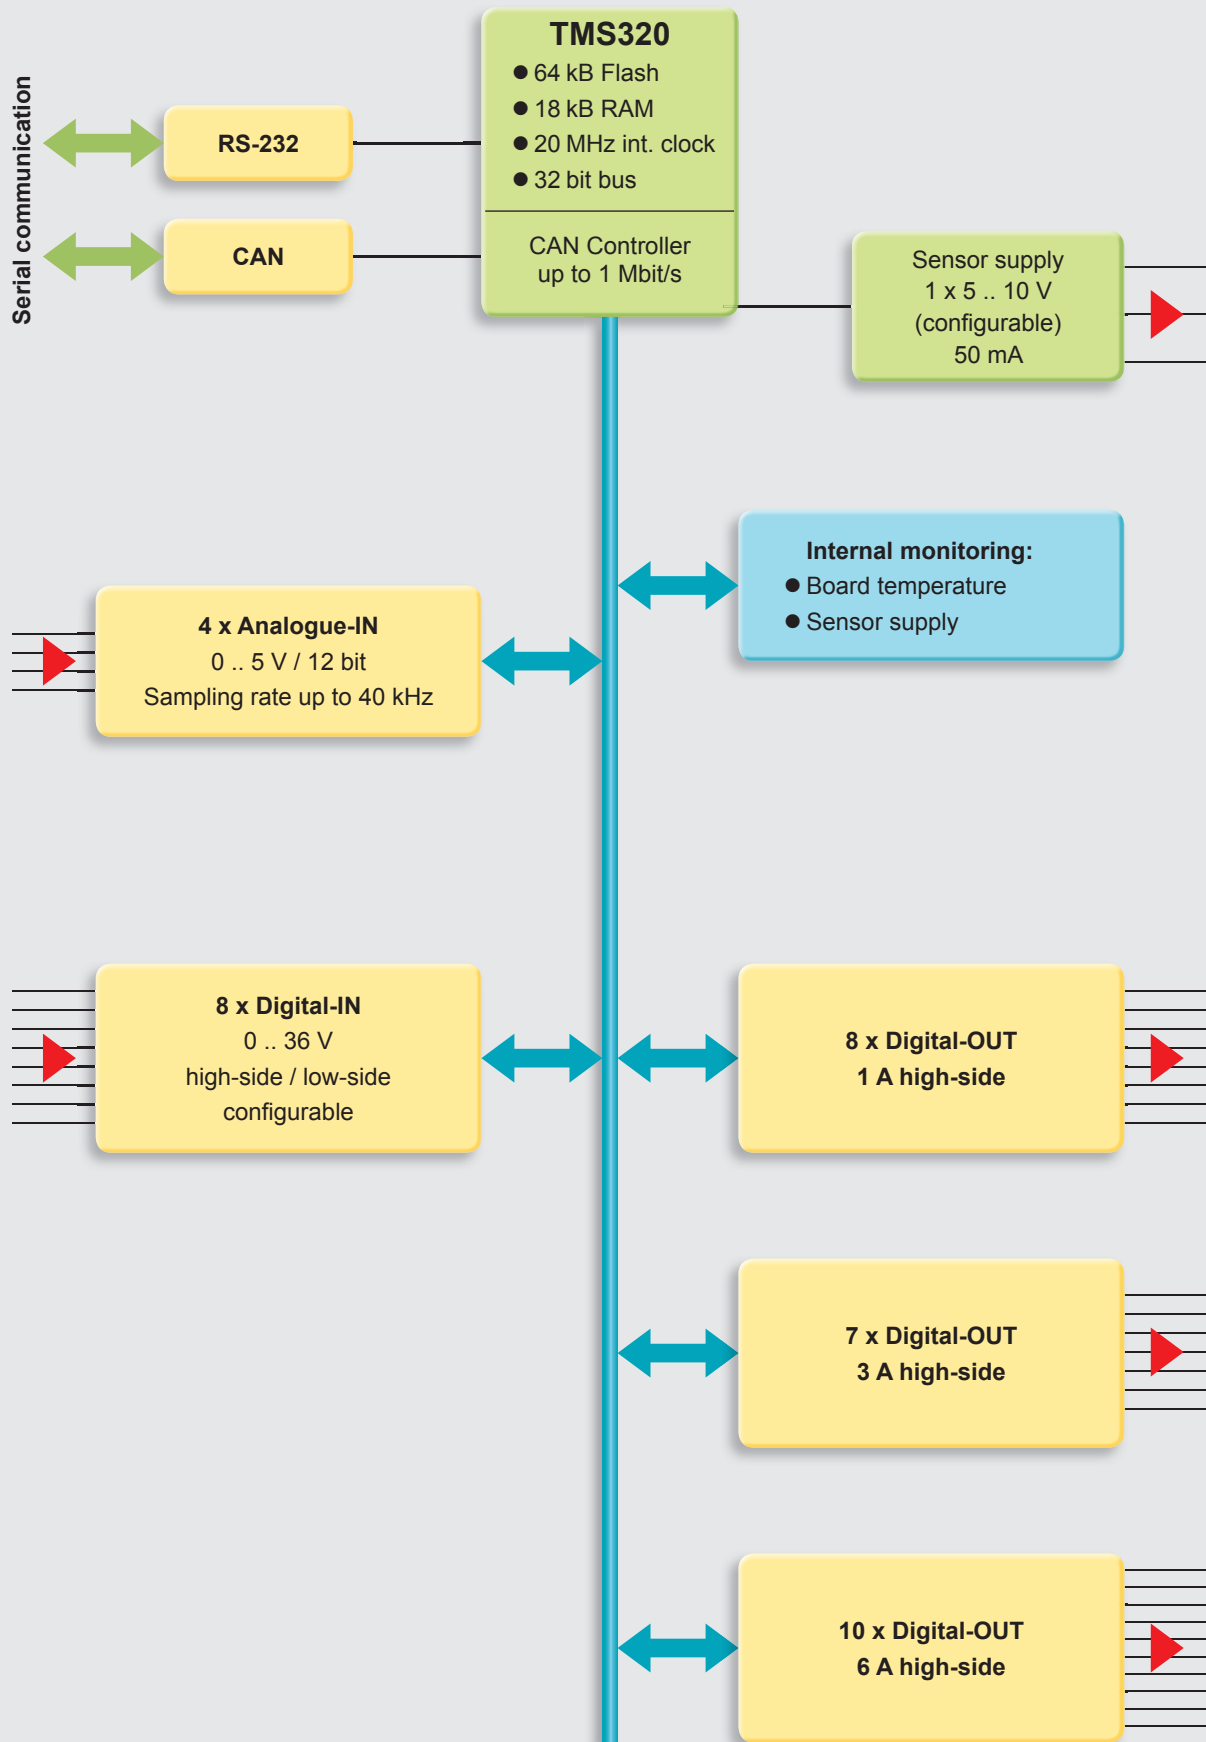 TMS320
● 64 kB Flash
● 18 kB RAM
● 20 MHz int. clock
● 32 bit bus
CAN Controller
up to 1 Mbit/s
Serial communication
RS-232
CAN
Sensor supply
1 x 5 .. 10 V
(configurable)
50 mA
Internal monitoring:
● Board temperature
● Sensor supply
4 x Analogue-IN
0 .. 5 V / 12 bit
Sampling rate up to 40 kHz
8 x Digital-IN
0 .. 36 V
high-side / low-side
configurable
8 x Digital-OUT
1 A high-side
7 x Digital-OUT
3 A high-side
10 x Digital-OUT
6 A high-side